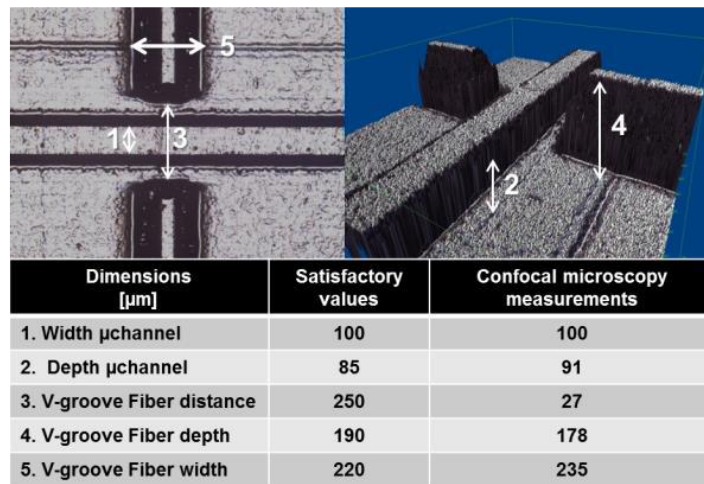 5
1
3
4
2
Dimensions [µm] Satisfactory values Confocal microscopy measurements
1. Width µchannel 100 100
2. Depth µchannel 85 91
3. V-groove Fiber distance 250 27
4. V-groove Fiber depth 190 178
5. V-groove Fiber width 220 235